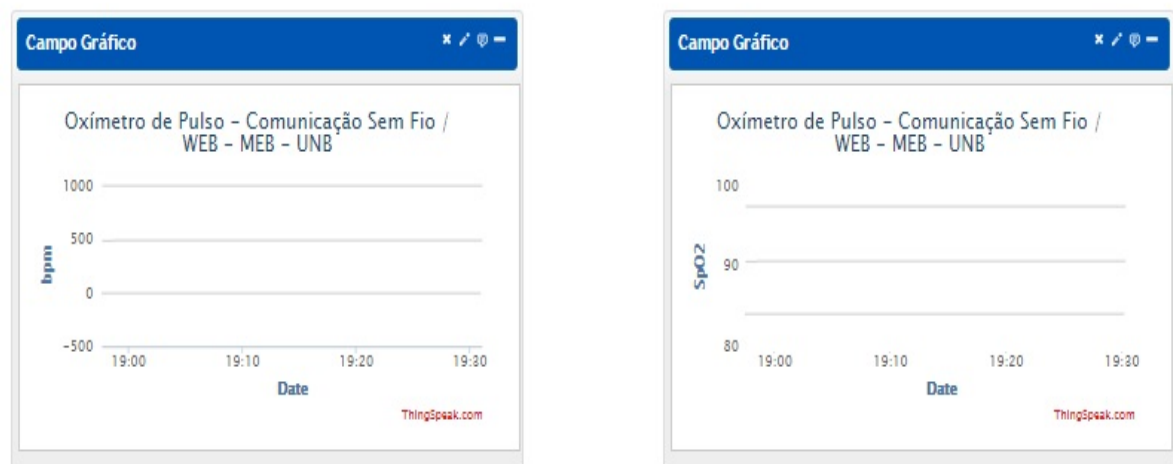 Campo Gráfico
Oxímetro de Pulso - Comunicação Sem Fio /
WEB - MEB - UNB
1000
500
0
-500
bpm
19:00 19:10 19:20 19:30
Date
ThingSpeak.com
Campo Gráfico
Oxímetro de Pulso - Comunicação Sem Fio /
WEB - MEB - UNB
100
90
80
SpO2
19:00 19:10 19:20 19:30
Date
ThingSpeak.com